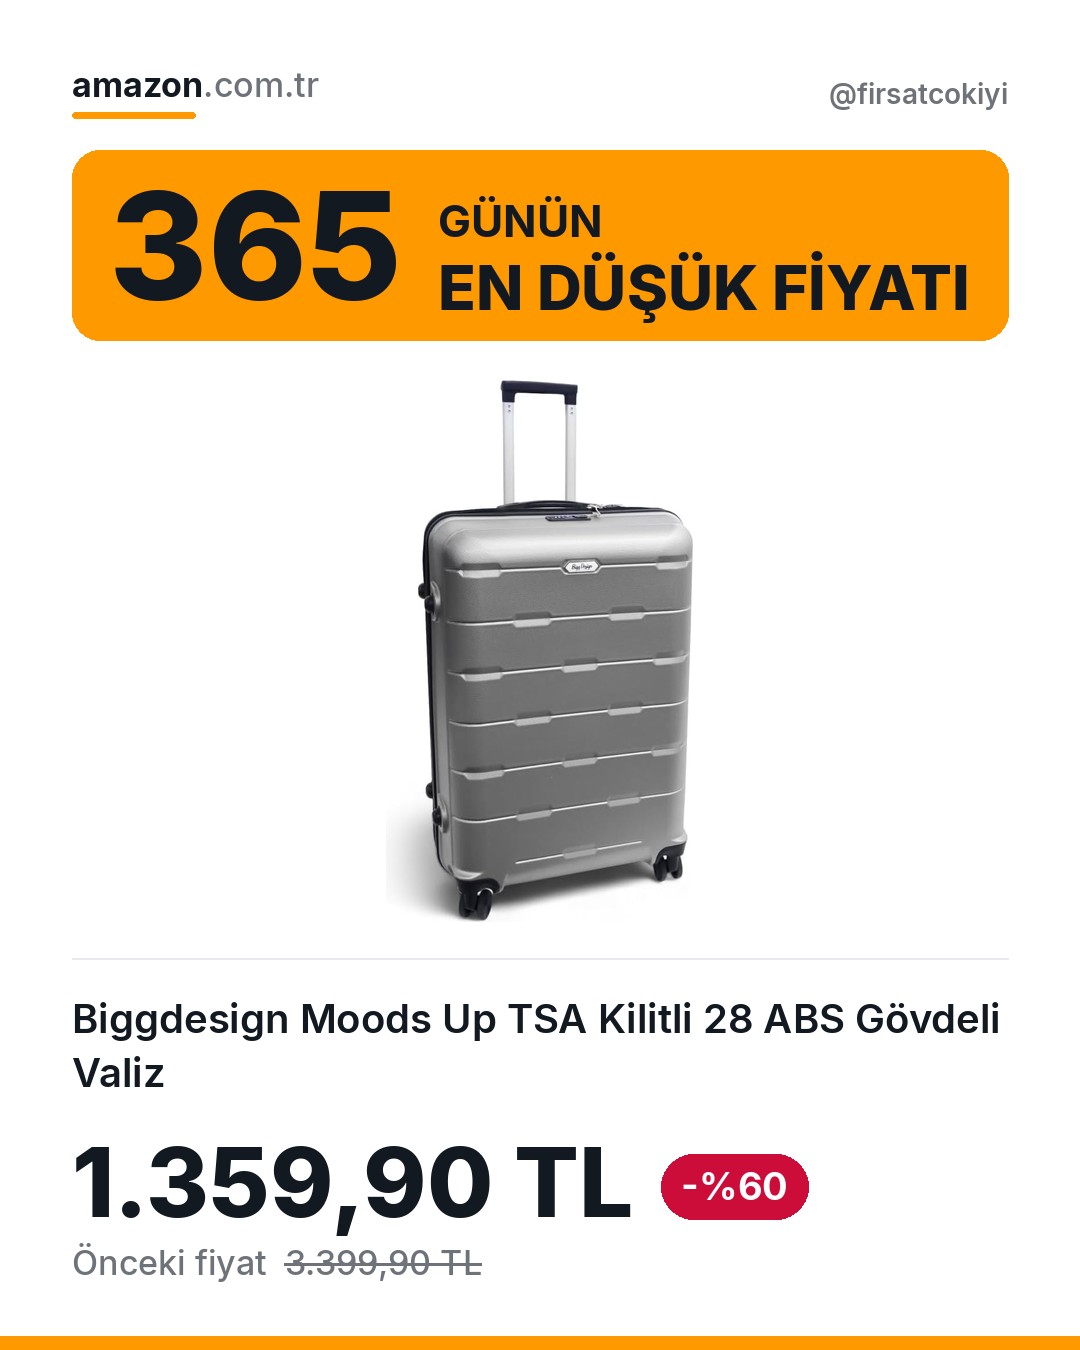 amazon.com.tr
@firsatcokiyi
365
GÜNÜN
EN DÜŞÜK FİYATI
Biggdesign Moods Up TSA Kilitli 28 ABS Gövdeli
Valiz
1.359,90 TL
-%60
Önceki fiyat 3.399,90 TL